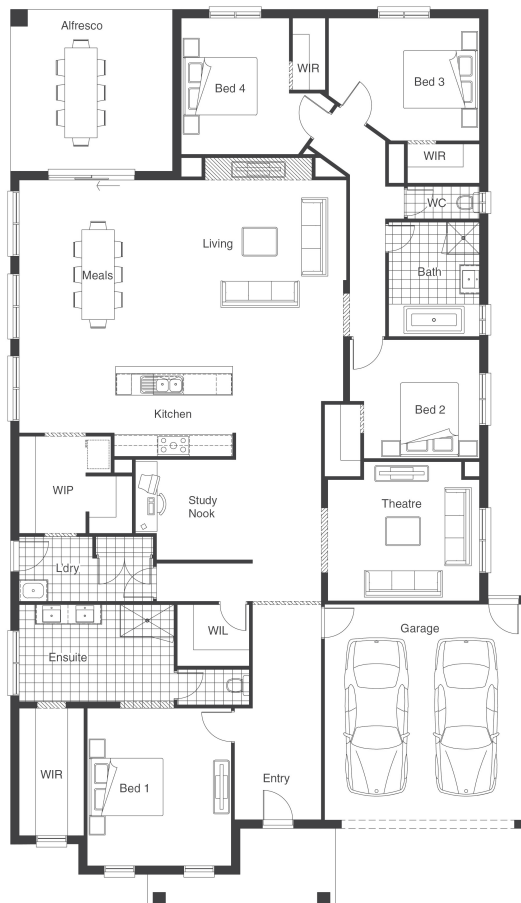 Alfresco
Bed 4
WIR
Bed 3
WIR
WC
Living
Bath
Meals
Kitchen
Bed 2
WIP
Study
Nook
Theatre
L'dry
WIL
Garage
Ensuite
WIR
Bed 1
Entry